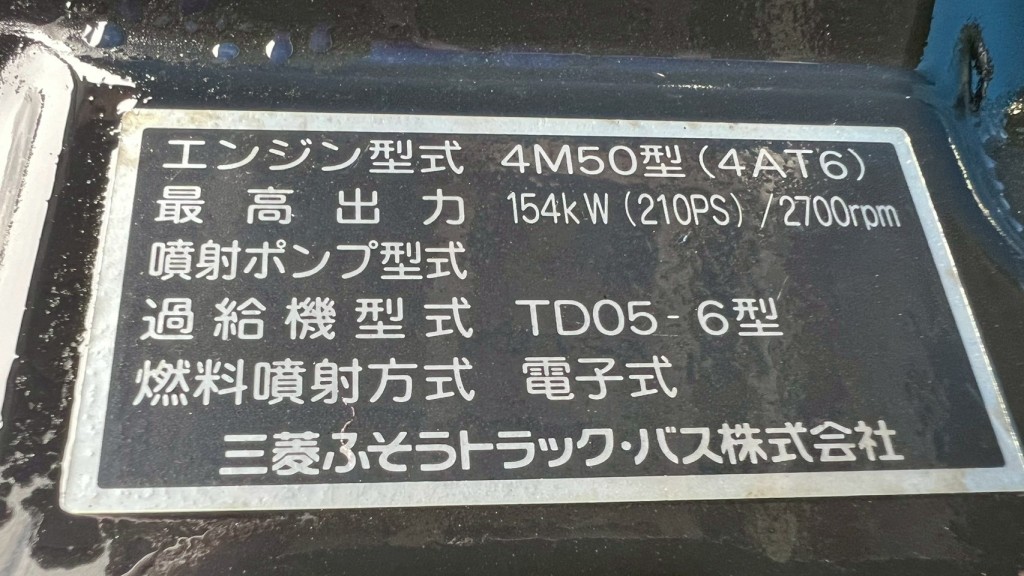 エンジン型式 4M50型(4AT6)
最高出力 154kW(210PS)/2700rpm
噴射ポンプ型式
過給機型式 TD05-6型
燃料噴射方式 電子式
三菱ふそうトラック・バス株式会社